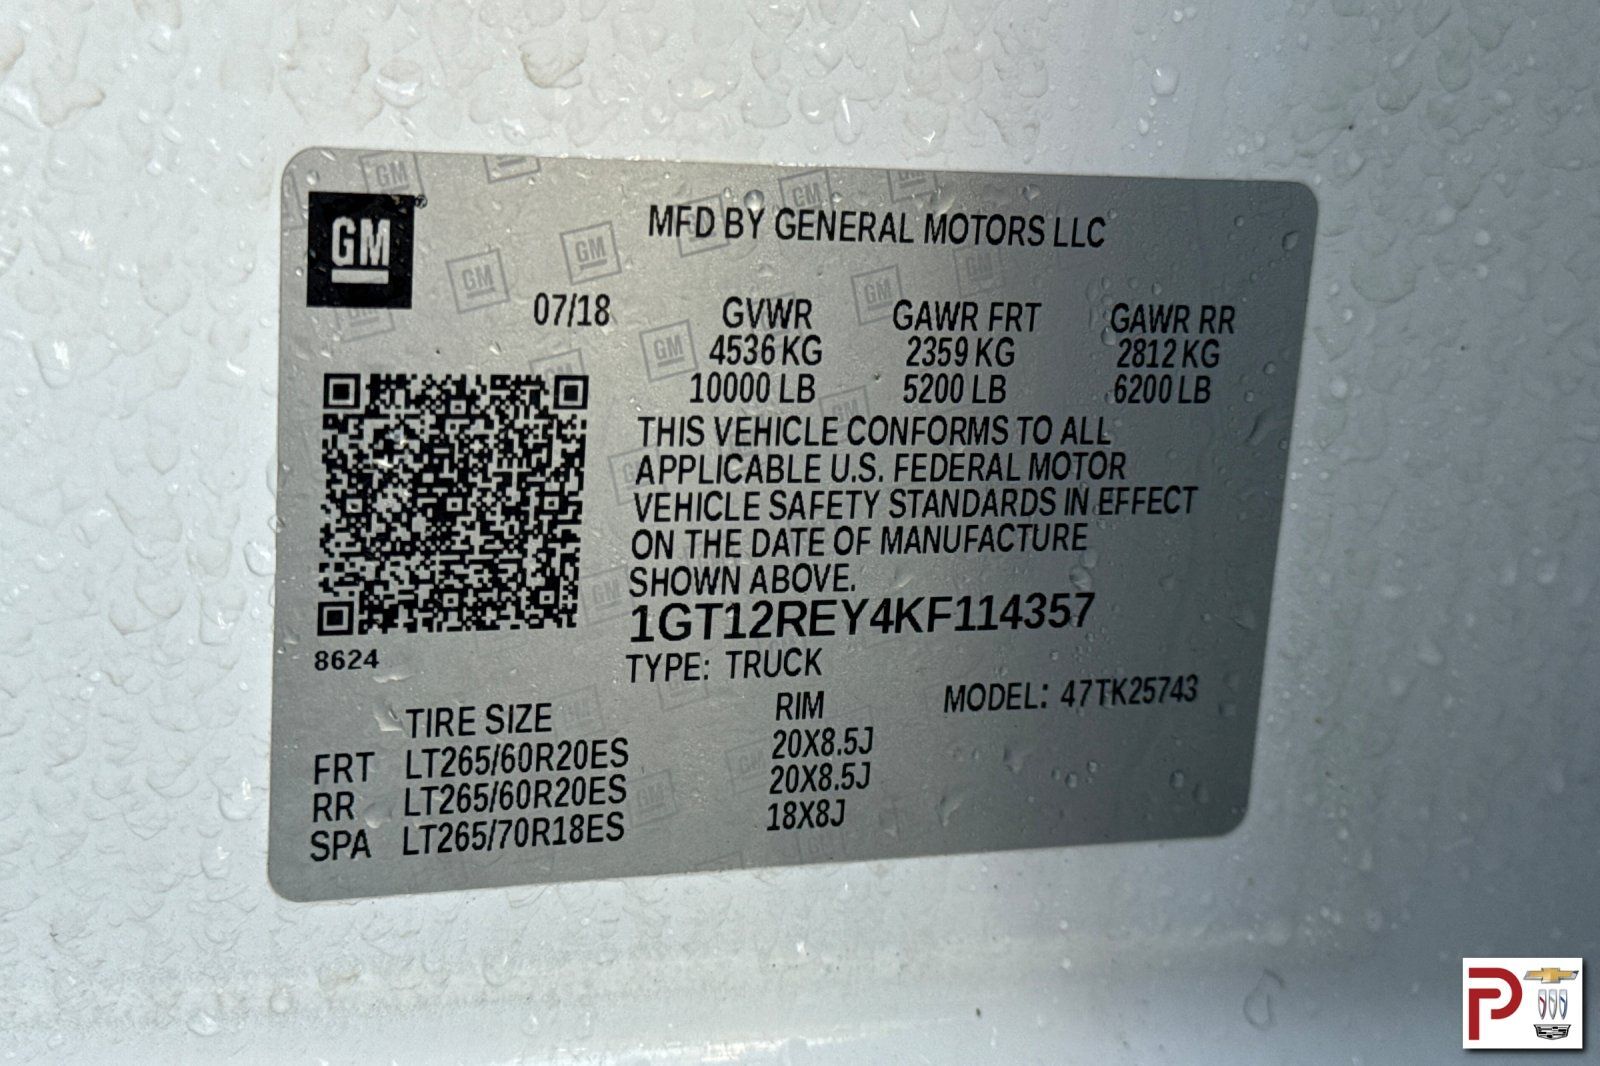 GM
MFD BY GENERAL MOTORS LLC
07/18 GVWR GAWR FRT GAWR RR
4536 KG 2359 KG 2812 KG
10000 LB 5200 LB 6200 LB
THIS VEHICLE CONFORMS TO ALL
APPLICABLE U.S. FEDERAL MOTOR
VEHICLE SAFETY STANDARDS IN EFFECT
ON THE DATE OF MANUFACTURE
SHOWN ABOVE.
1GT12REY4KF114357
8624
TYPE: TRUCK
TIRE SIZE RIM MODEL: 47TK25743
FRT LT265/60R20ES 20X8.5J
RR LT265/60R20ES 20X8.5J
SPA LT265/70R18ES 18X8J
P